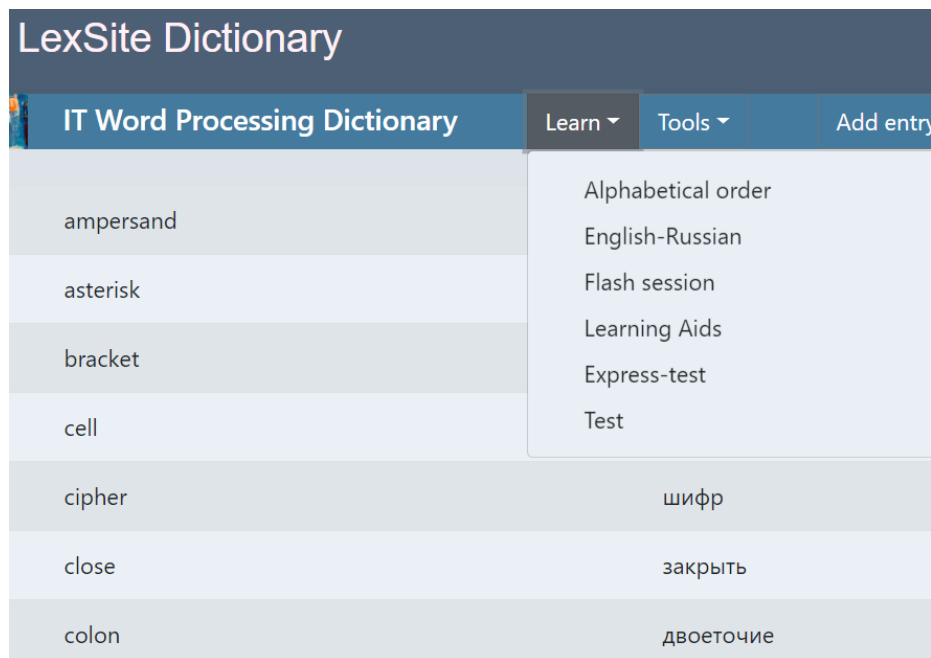 LexSite Dictionary
IT Word Processing Dictionary Learn Tools Add entry
Alphabetical order
English-Russian
Flash session
Learning Aids
Express-test
Test
ampersand
asterisk
bracket
cell
cipher шифр
close закрыть
colon двоеточие